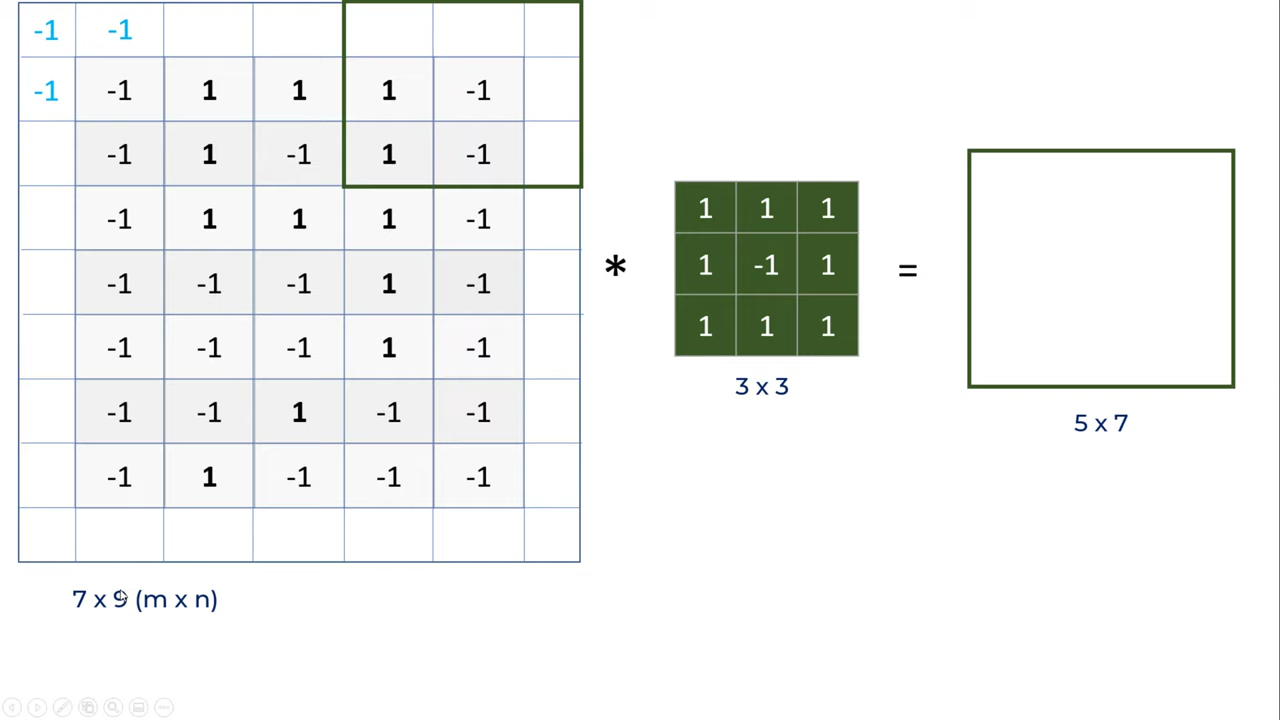 -1 -1
-1 -1 1 1 1 -1
-1 1 -1 1 -1
-1 1 1 1 -1
-1 -1 -1 1 -1
-1 -1 -1 1 -1
-1 -1 1 -1 -1
-1 1 -1 -1 -1
7 x 9 (m x n)
*
1 1 1
1 -1 1
1 1 1
3 x 3
=
5 x 7